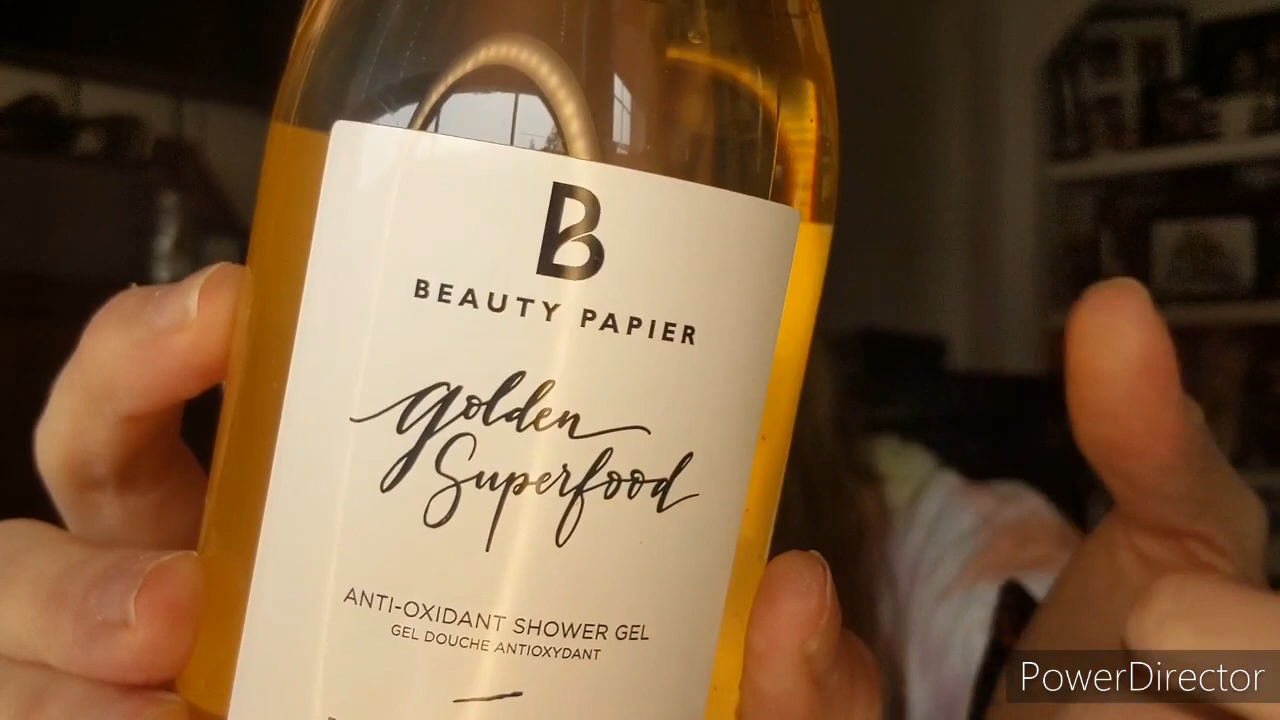 B
BEAUTY PAPIER
golden
Superfood
ANTI-OXIDANT SHOWER GEL
GEL DOUCHE ANTIOXYDANT
PowerDirector